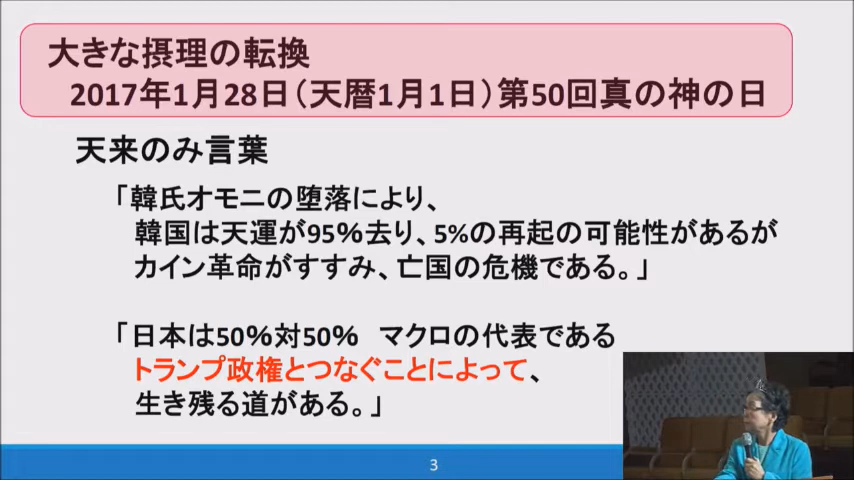 大きな摂理の転換
2017年1月28日（天暦1月1日）第50回真の神の日
天来のみ言葉
「韓氏オモニの堕落により、
韓国は天運が95％去り、5%の再起の可能性があるが
カイン革命がすすみ、亡国の危機である。」
「日本は50％対50％　マクロの代表である
トランプ政権とつなぐことによって、
生き残る道がある。」
3